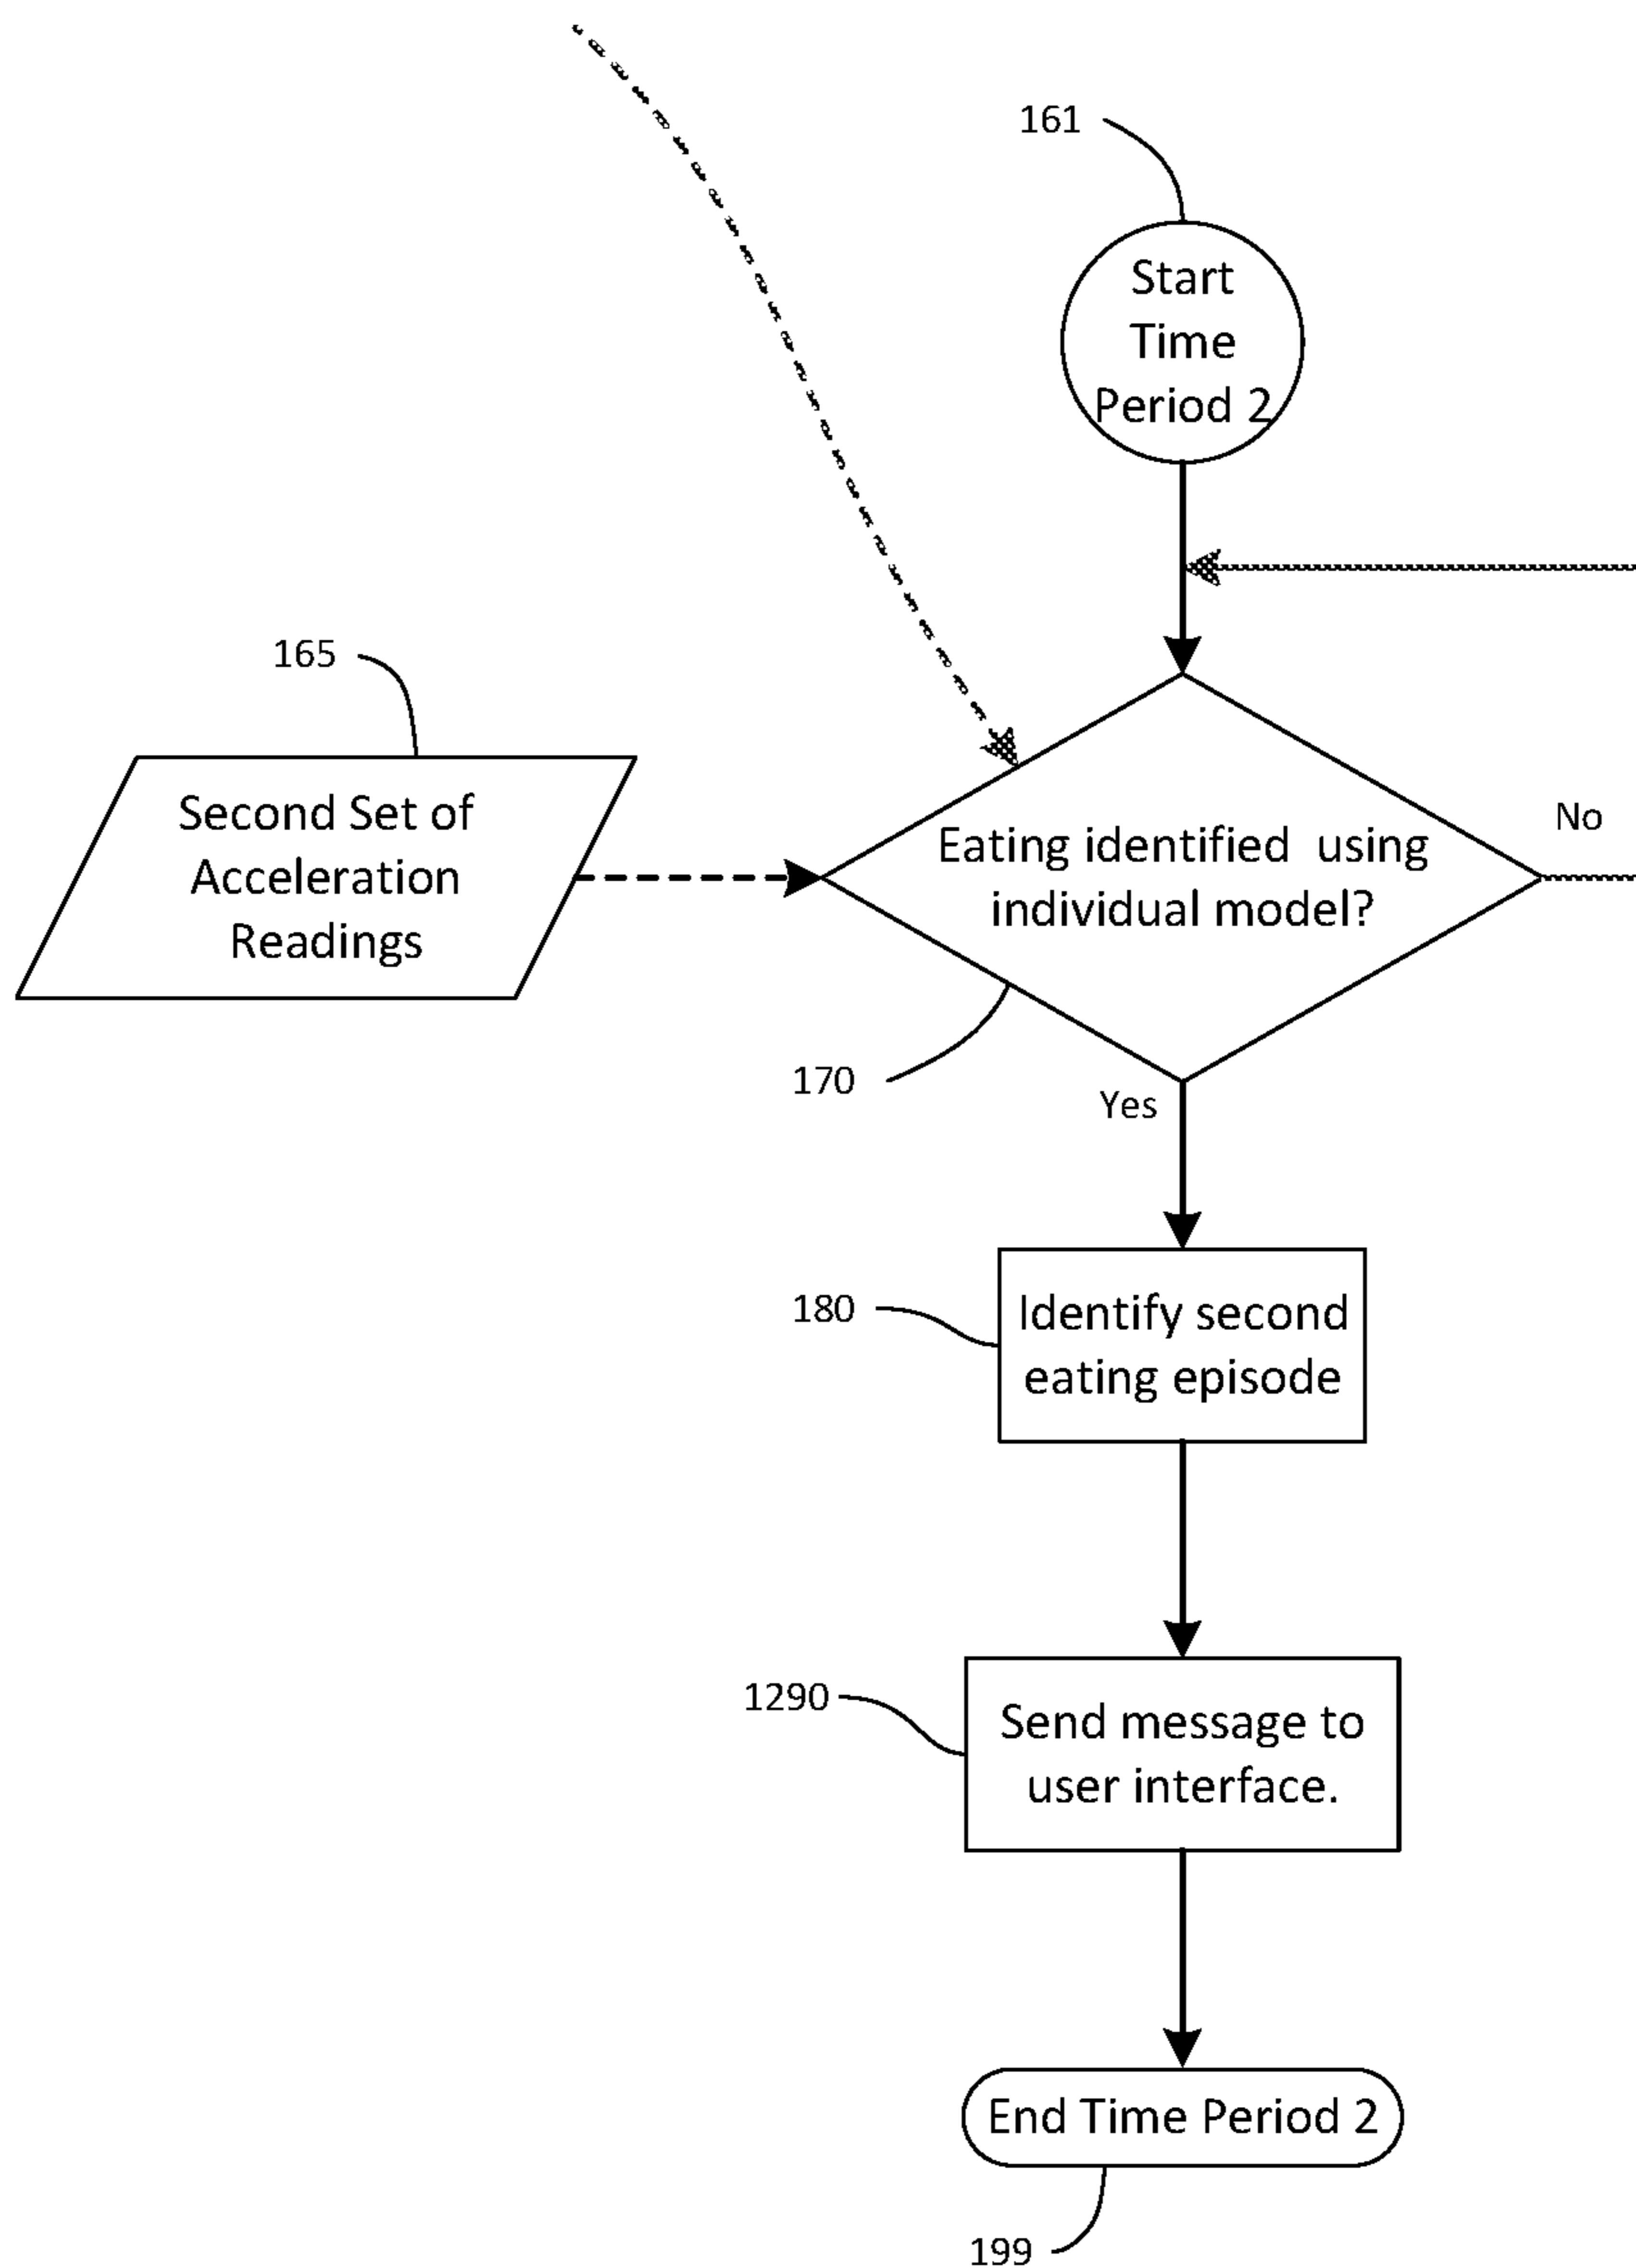 161
Start
Time
Period 2
165
Second Set of
Acceleration
Readings
Eating identified  using
individual model?
No
170
Yes
180
Identify second
eating episode
1290
Send message to
user interface.
End Time Period 2
199